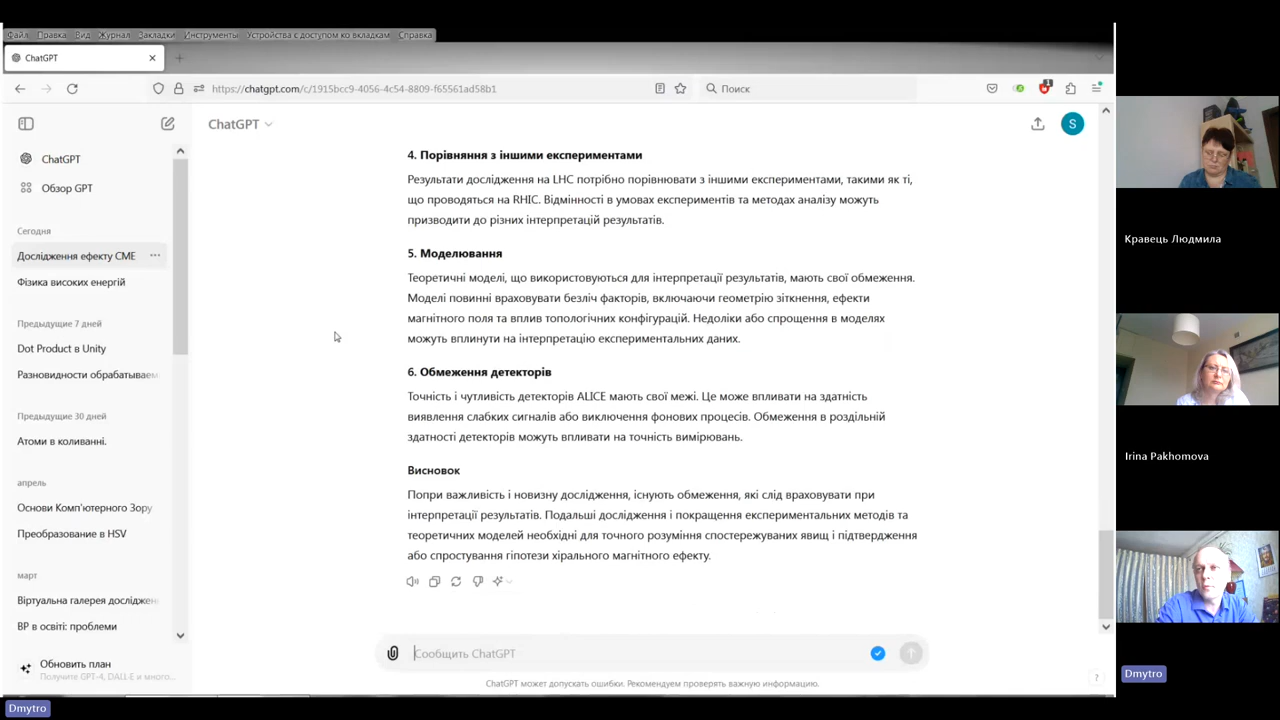 Файл Правка Вид Журнал Закладки Инструменты Устройства с доступом ко вкладкам Справка
ChatGPT
https://chatgpt.com/c/1915bcc9-4056-4c54-8809-f65561ad58b1
Поиск
1
ChatGPT
S
ChatGPT
Обзор GPT
Сегодня
Дослідження ефекту CME
Фізика високих енергій
Предыдущие 7 дней
Dot Product в Unity
Разновидности обрабатываем
Предыдущие 30 дней
Атоми в коливанні.
апрель
Основи Комп'ютерного Зору
Преобразование в HSV
март
Віртуальна галерея досліджен
ВР в освіті: проблеми
Обновить план
Получите GPT-4, DALL·E и много...
4. Порівняння з іншими експериментами
Результати дослідження на LHC потрібно порівнювати з іншими експериментами, такими як ті,
що проводяться на RHIC. Відмінності в умовах експериментів та методах аналізу можуть
призводити до різних інтерпретацій результатів.
5. Моделювання
Теоретичні моделі, що використовуються для інтерпретації результатів, мають свої обмеження.
Моделі повинні враховувати безліч факторів, включаючи геометрію зіткнення, ефекти
магнітного поля та вплив топологічних конфігурацій. Недоліки або спрощення в моделях
можуть вплинути на інтерпретацію експериментальних даних.
6. Обмеження детекторів
Точність і чутливість детекторів ALICE мають свої межі. Це може впливати на здатність
виявлення слабких сигналів або виключення фонових процесів. Обмеження в роздільній
здатності детекторів можуть впливати на точність вимірювань.
Висновок
Попри важливість і новизну дослідження, існують обмеження, які слід враховувати при
інтерпретації результатів. Подальші дослідження і покращення експериментальних методів та
теоретичних моделей необхідні для точного розуміння спостережуваних явищ і підтвердження
або спростування гіпотези хірального магнітного ефекту.
Сообщить ChatGPT
ChatGPT может допускать ошибки. Рекомендуем проверять важную информацию.
?
Кравець Людмила
Irina Pakhomova
Dmytro
Dmytro